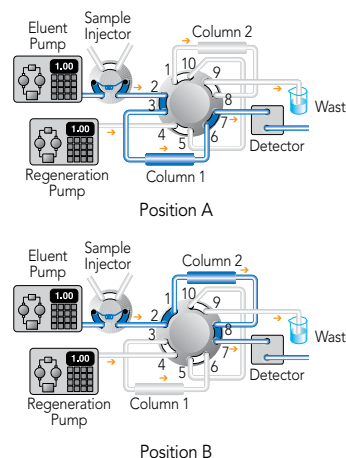 Eluent
Pump
Sample
Injector
Column 2
1.00
1
10
9
2
8
3
7
4
5
6
Wast
1.00
Detector
Regeneration
Pump
Column 1
Position A
Eluent
Pump
Sample
Injector
Column 2
1.00
1
10
9
2
8
3
7
4
5
6
Wast
1.00
Detector
Regeneration
Pump
Column 1
Position B